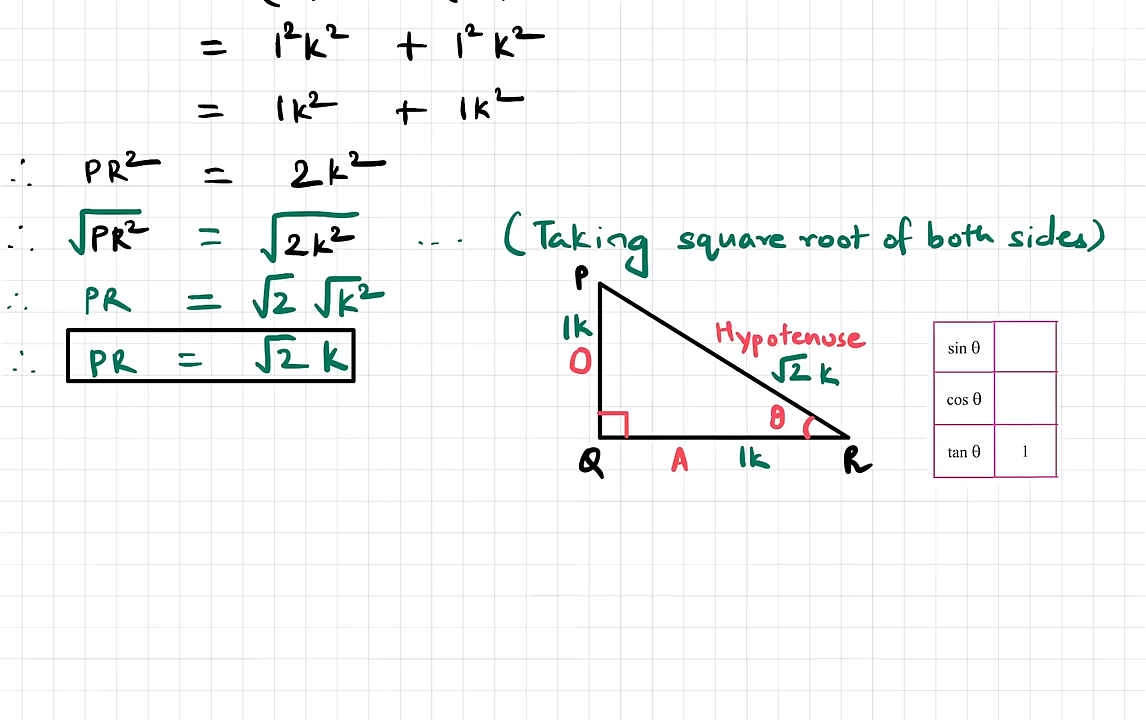 = 1²k² + 1²k²
= 1k² + 1k²
∴ PR² = 2k²
∴ √PR² = √2k² ... (Taking square root of both sides)
∴ PR = √2 √k²
∴ PR = √2 k
P
1k
O
Hypotenuse
√2 k
θ
Q
A
1k
R
sin θ
cos θ
tan θ 1